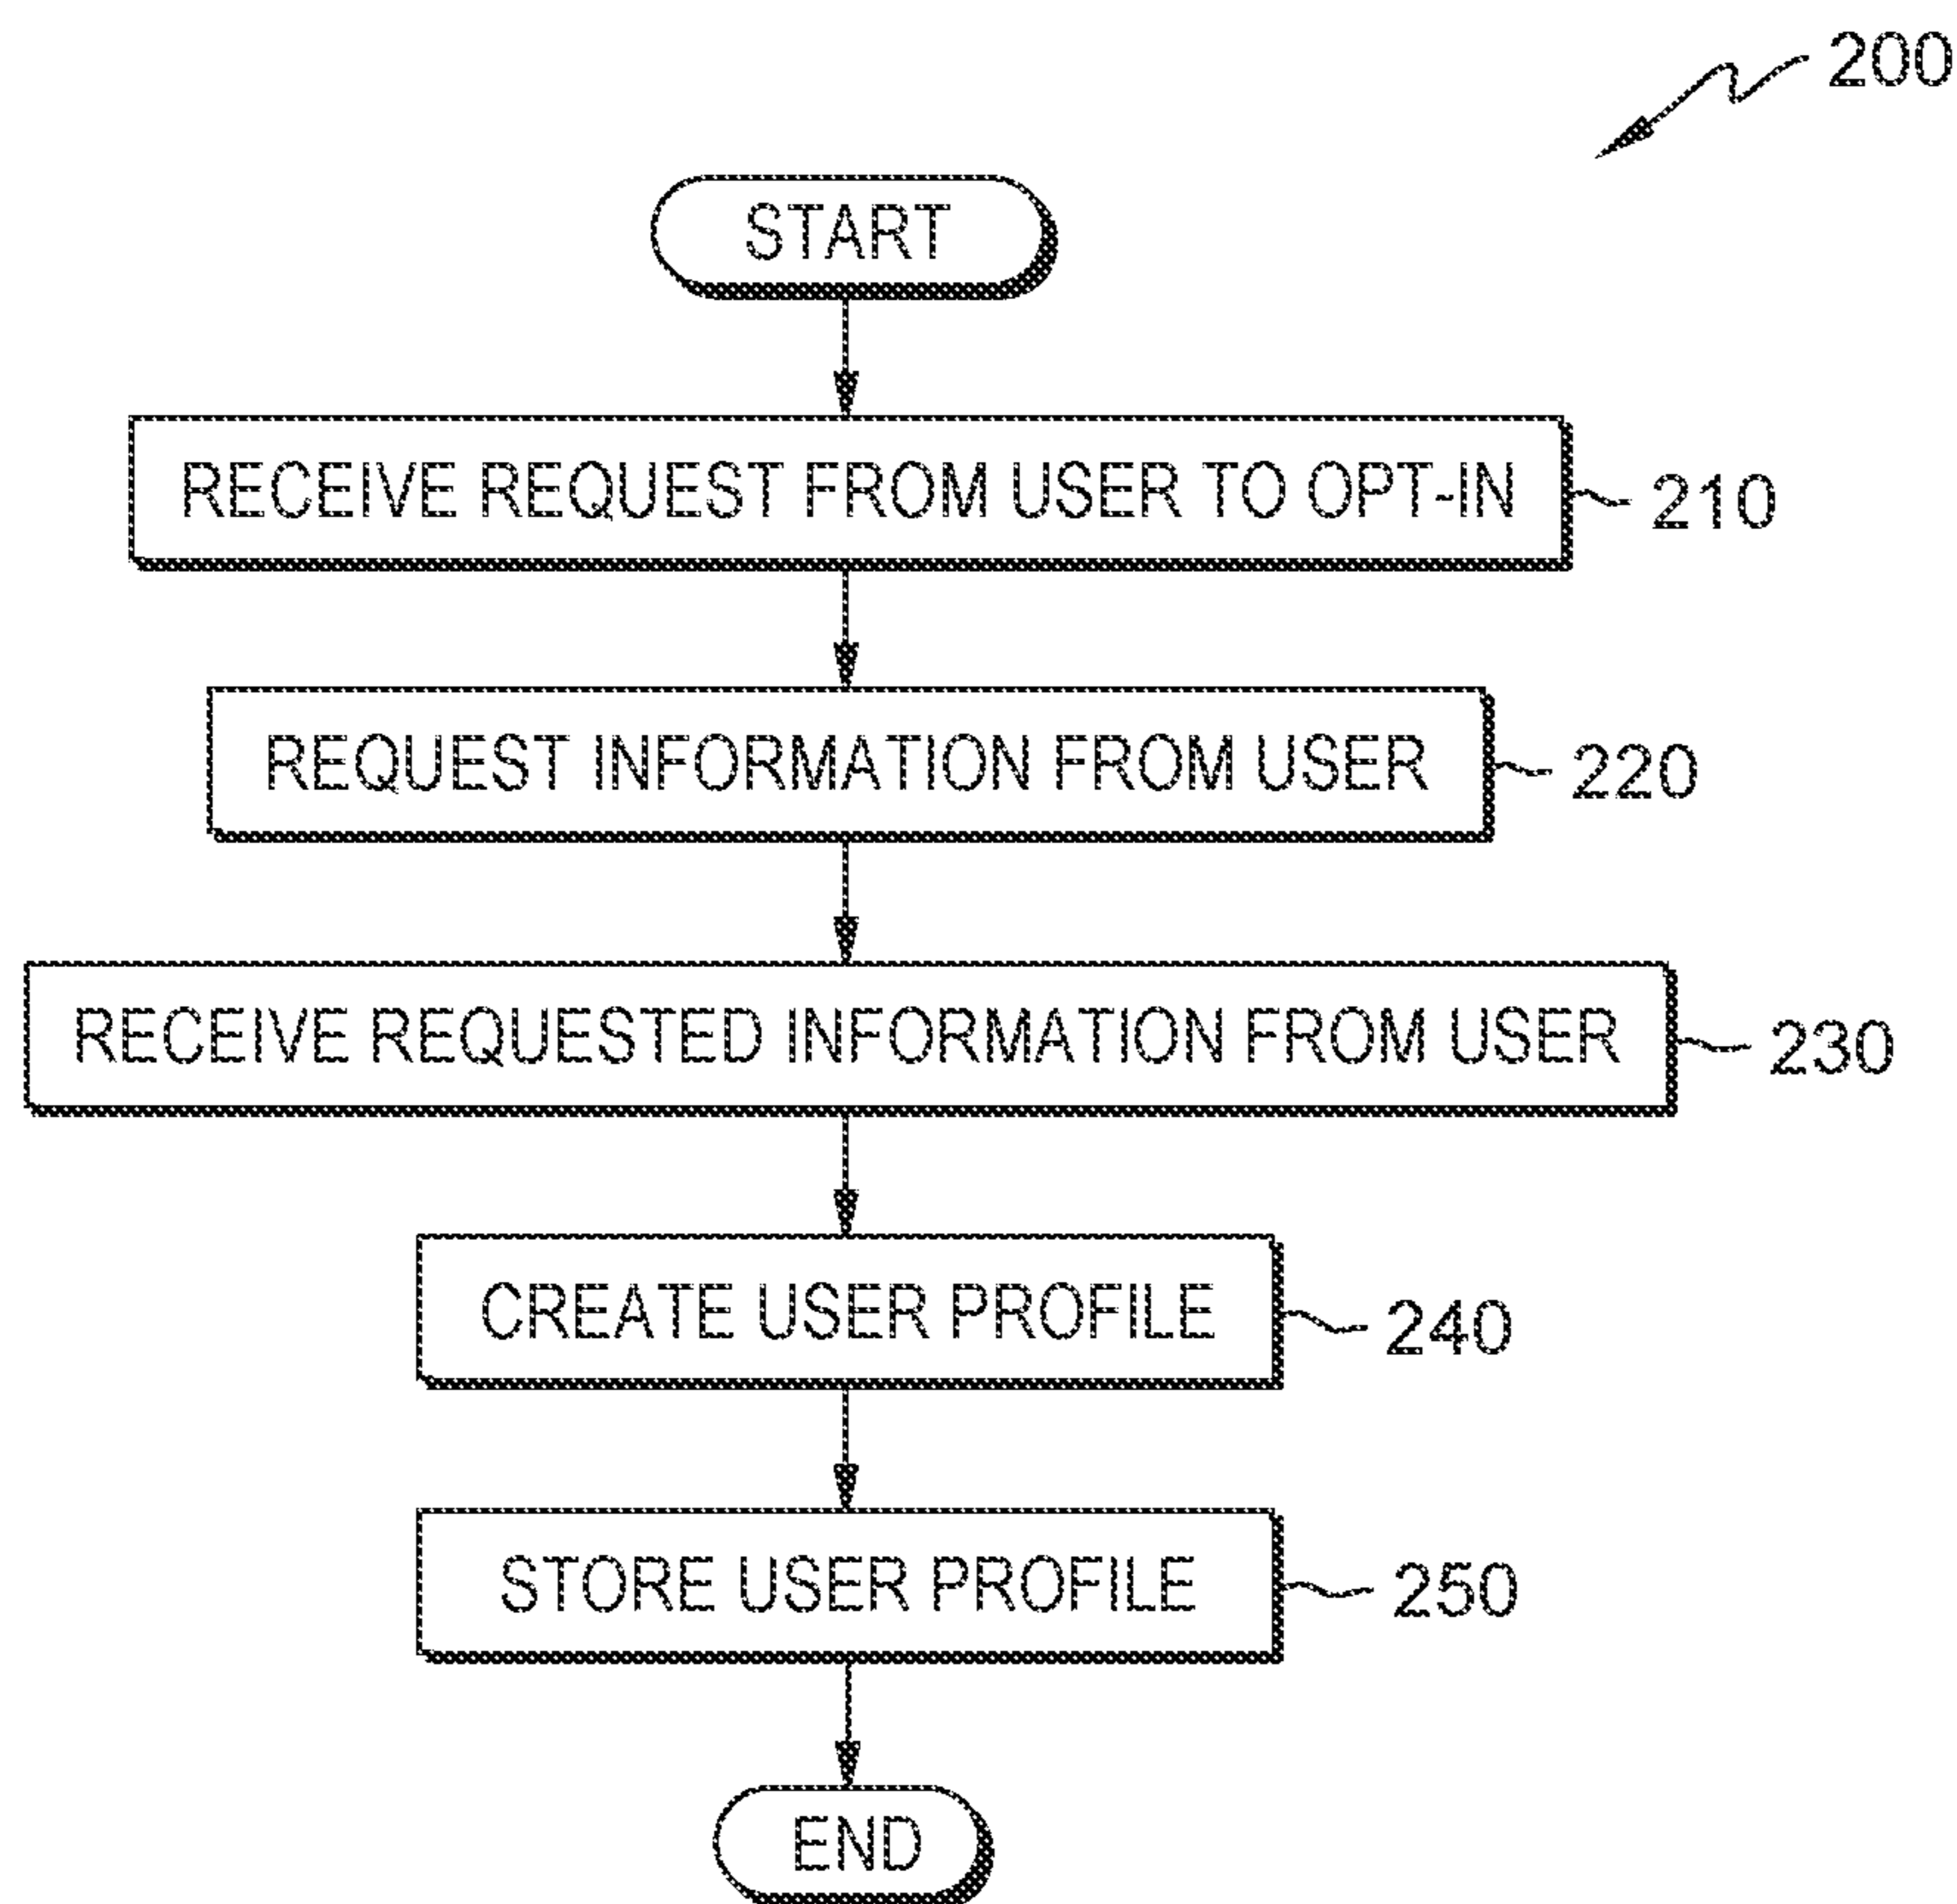 200
START
RECEIVE REQUEST FROM USER TO OPT-IN 210
REQUEST INFORMATION FROM USER 220
RECEIVE REQUESTED INFORMATION FROM USER 230
CREATE USER PROFILE 240
STORE USER PROFILE 250
END